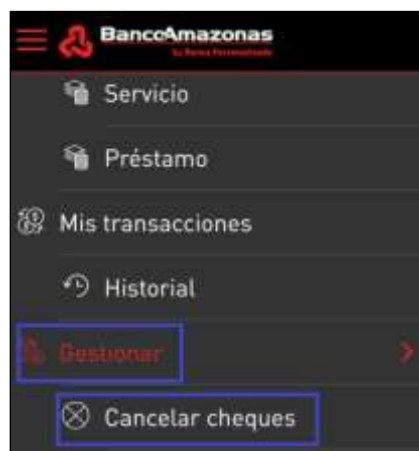 BancoAmazonas
Servicio
Préstamo
Mis transacciones
Historial
Gestionar
Cancelar cheques